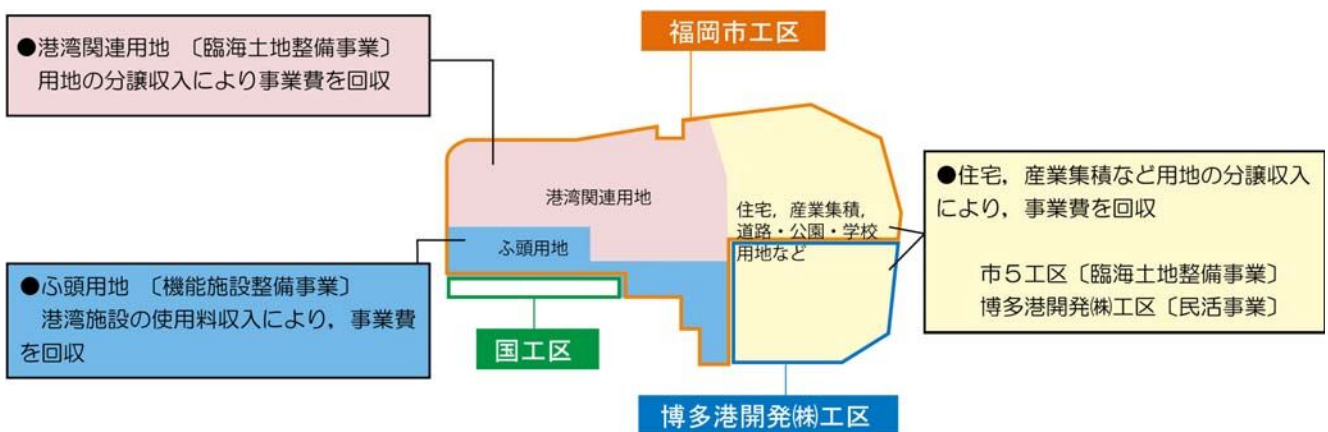 福岡市工区
●港湾関連用地 〔臨海土地整備事業〕
用地の分譲収入により事業費を回収
港湾関連用地
住宅，産業集積，
道路・公園・学校
用地など
ふ頭用地
●住宅，産業集積など用地の分譲収入
により，事業費を回収
市５工区〔臨海土地整備事業〕
博多港開発㈱工区〔民活事業〕
●ふ頭用地 〔機能施設整備事業〕
港湾施設の使用料収入により，事業費
を回収
国工区
博多港開発㈱工区